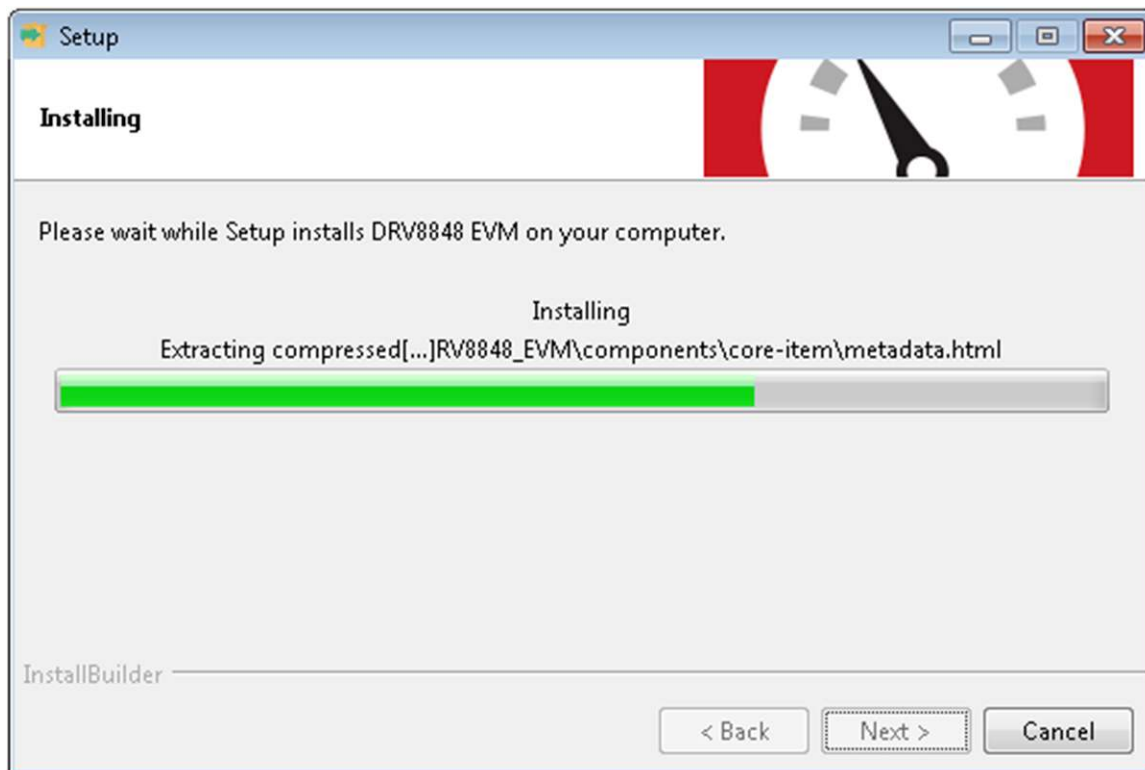 Setup
Installing
Please wait while Setup installs DRV8848 EVM on your computer.
Installing
Extracting compressed[...]RV8848_EVM\components\core-item\metadata.html
InstallBuilder
< Back
Next >
Cancel